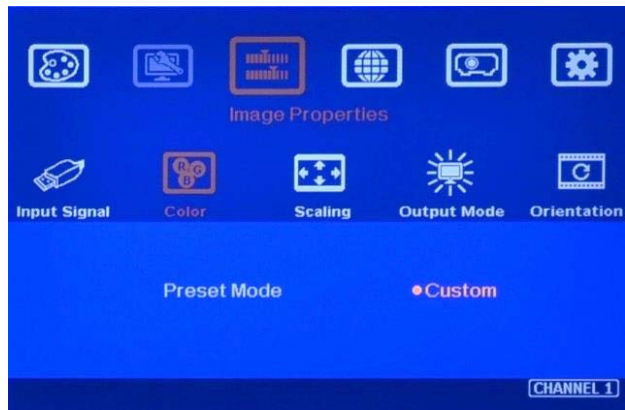 Image Properties
R G B
Input Signal
Color
Scaling
Output Mode
Orientation
Preset Mode
Custom
CHANNEL 1